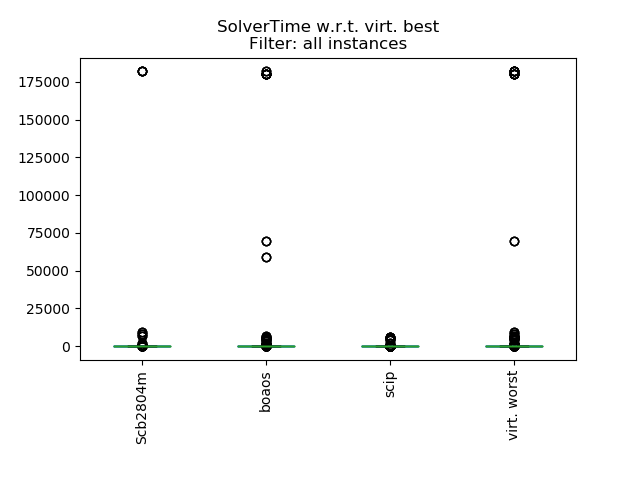 SolverTime w.r.t. virt. best
Filter: all instances
175000
150000
125000
100000
75000
50000
25000
0
Scb2804m
boaos
scip
virt. worst